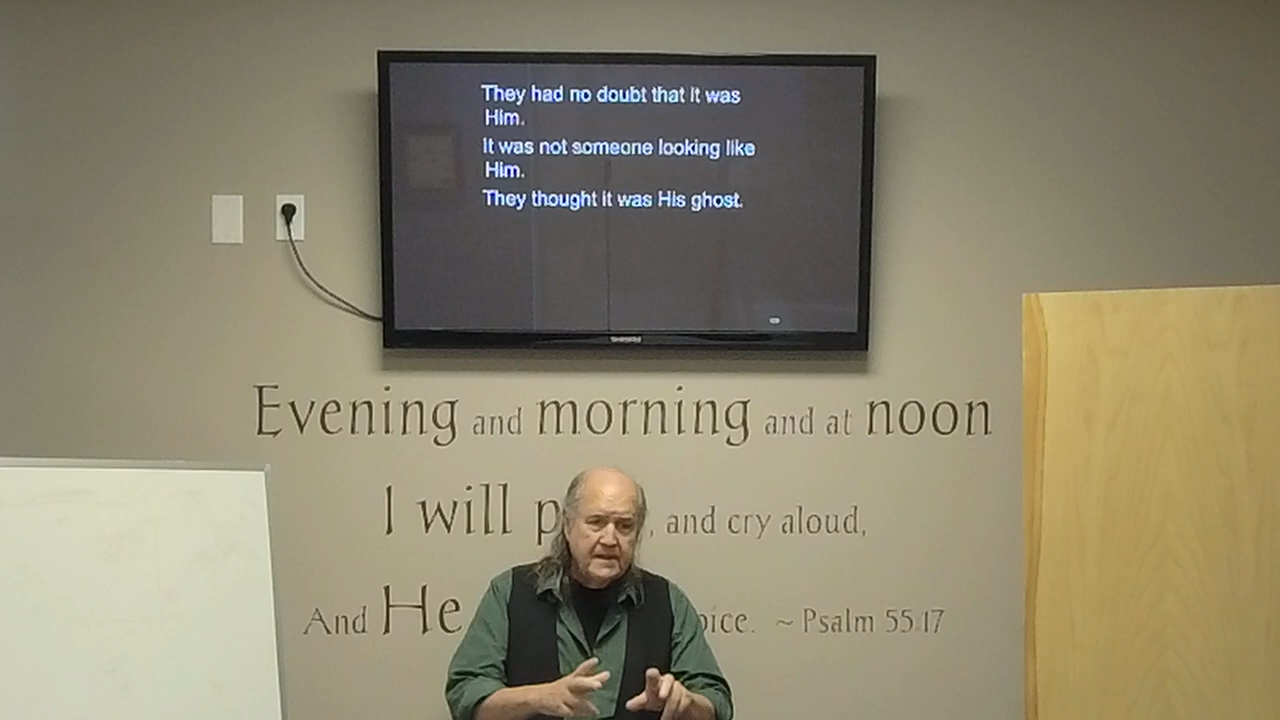 They had no doubt that it was
Him.
It was not someone looking like
Him.
They thought it was His ghost.
Evening and morning and at noon
I will p , and cry aloud,
And He oice. ~ Psalm 55:17